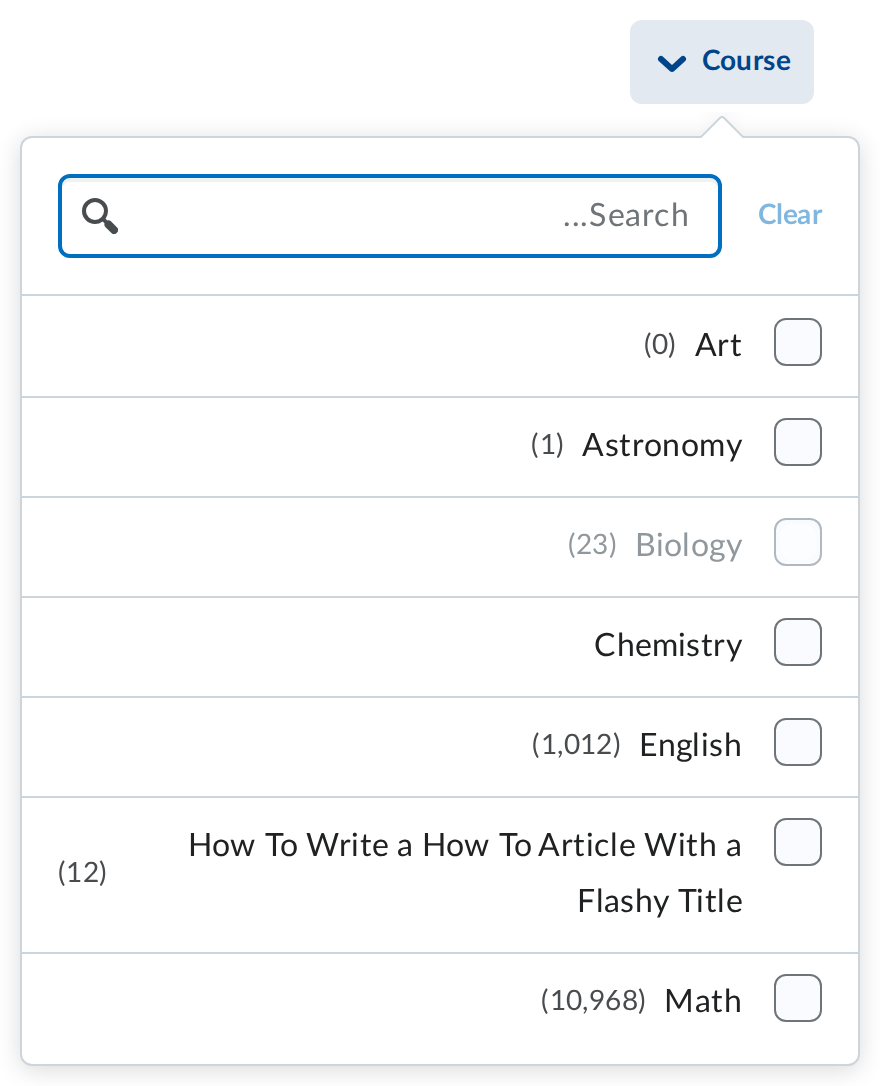 Course
...Search
Clear
Art (0)
Astronomy (1)
Biology (23)
Chemistry
English (1,012)
How To Write a How To Article With a
Flashy Title
(12)
Math (10,968)